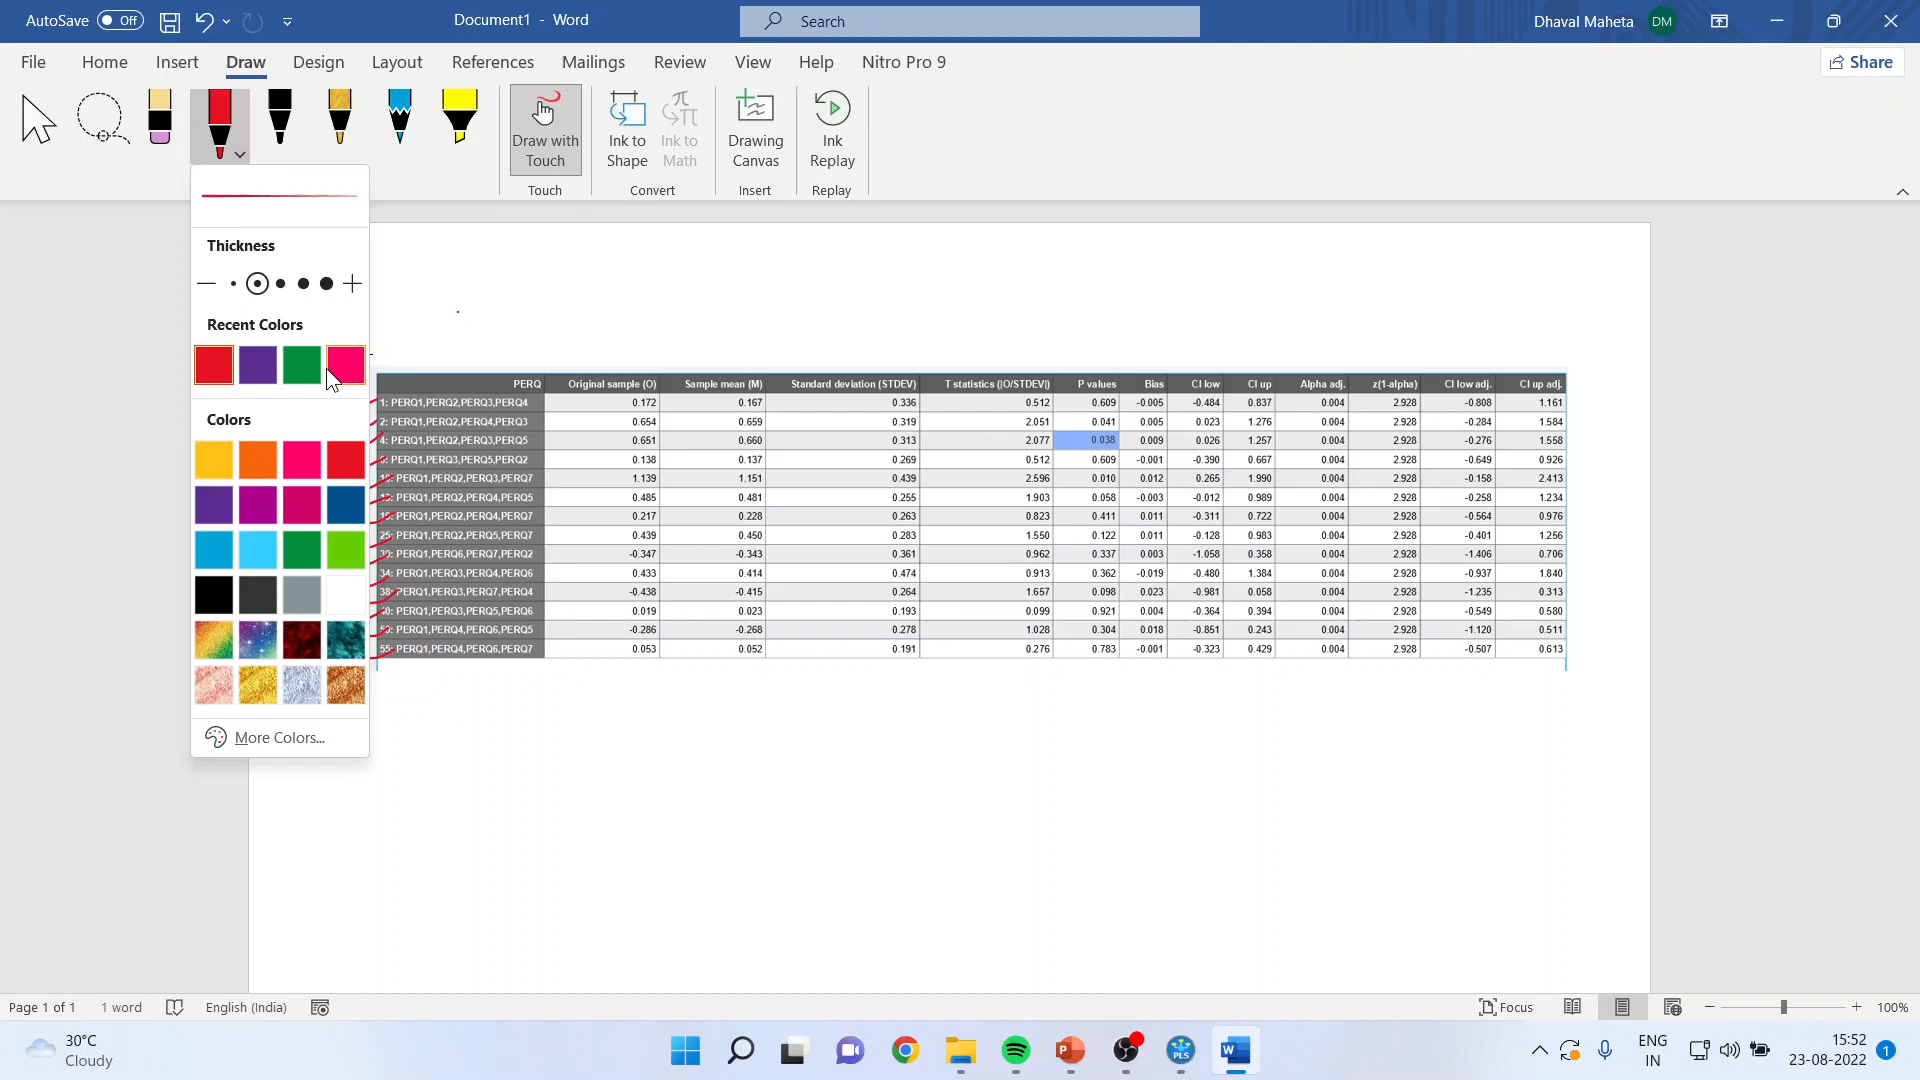 AutoSave Off Document1 - Word Search Dhaval Maheta DM
File Home Insert Draw Design Layout References Mailings Review View Help Nitro Pro 9 Share
Draw with Touch Ink to Shape Ink to Math Drawing Canvas Ink Replay
Touch Convert Insert Replay
Thickness
Recent Colors
Colors
More Colors...
PERQ Original sample (O) Sample mean (M) Standard deviation (STDEV) T statistics (|O/STDEV|) P values Bias CI low CI up Alpha adj. z(1-alpha) CI low adj. CI up adj.
1: PERQ1,PERQ2,PERQ3,PERQ4 0.172 0.167 0.336 0.512 0.609 -0.005 -0.484 0.837 0.004 2.928 -0.808 1.161
2: PERQ1,PERQ2,PERQ4,PERQ3 0.654 0.659 0.319 2.051 0.041 0.005 0.023 1.276 0.004 2.928 -0.284 1.584
4: PERQ1,PERQ2,PERQ3,PERQ5 0.651 0.660 0.313 2.077 0.038 0.009 0.026 1.257 0.004 2.928 -0.276 1.558
PERQ1,PERQ3,PERQ5,PERQ2 0.138 0.137 0.269 0.512 0.609 -0.001 -0.390 0.667 0.004 2.928 -0.649 0.926
PERQ1,PERQ2,PERQ3,PERQ7 1.139 1.151 0.439 2.596 0.010 0.012 0.265 1.990 0.004 2.928 -0.158 2.413
PERQ1,PERQ2,PERQ4,PERQ5 0.485 0.481 0.255 1.903 0.058 -0.003 -0.012 0.989 0.004 2.928 -0.258 1.234
PERQ1,PERQ2,PERQ4,PERQ7 0.217 0.228 0.263 0.823 0.411 0.011 -0.311 0.722 0.004 2.928 -0.564 0.976
25: PERQ1,PERQ2,PERQ5,PERQ7 0.439 0.450 0.283 1.550 0.122 0.011 -0.128 0.983 0.004 2.928 -0.401 1.256
30: PERQ1,PERQ6,PERQ7,PERQ2 -0.347 -0.343 0.361 0.962 0.337 0.003 -1.058 0.358 0.004 2.928 -1.406 0.706
34: PERQ1,PERQ3,PERQ4,PERQ6 0.433 0.414 0.474 0.913 0.362 -0.019 -0.480 1.384 0.004 2.928 -0.937 1.840
38: PERQ1,PERQ3,PERQ7,PERQ4 -0.438 -0.415 0.264 1.657 0.098 0.023 -0.981 0.058 0.004 2.928 -1.235 0.313
40: PERQ1,PERQ3,PERQ5,PERQ6 0.019 0.023 0.193 0.099 0.921 0.004 -0.364 0.394 0.004 2.928 -0.549 0.580
50: PERQ1,PERQ4,PERQ6,PERQ5 -0.286 -0.268 0.278 1.028 0.304 0.018 -0.851 0.243 0.004 2.928 -1.120 0.511
55: PERQ1,PERQ4,PERQ6,PERQ7 0.053 0.052 0.191 0.276 0.783 -0.001 -0.323 0.429 0.004 2.928 -0.507 0.613
Page 1 of 1 1 word English (India) Focus 100%
30°C
Cloudy
P PLS W
ENG
IN
15:52
23-08-2022 1